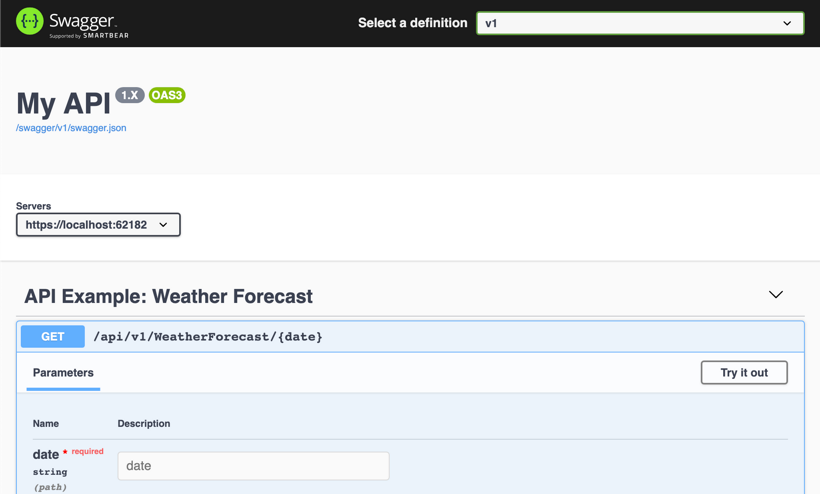 {··} Swagger.
Supported by SMARTBEAR
Select a definition
v1
My API 1.X OAS3
/swagger/v1/swagger.json
Servers
https://localhost:62182
API Example: Weather Forecast
GET /api/v1/WeatherForecast/{date}
Parameters
Try it out
Name Description
date * required
date
string
(path)